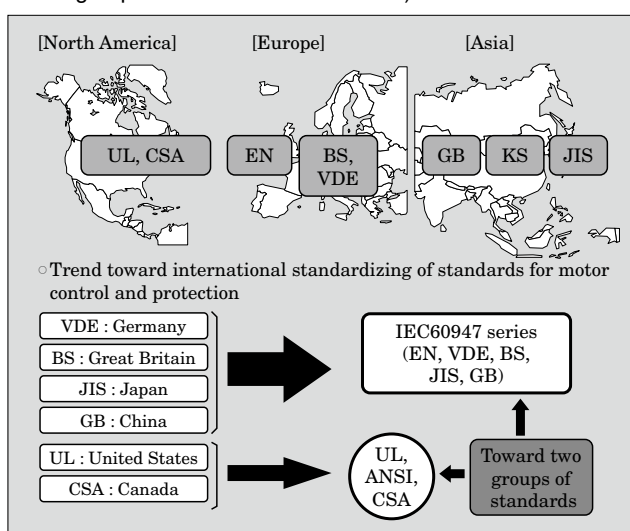 [North America]
[Europe]
[Asia]
UL, CSA
EN
BS,
VDE
GB
KS
JIS
○Trend toward international standardizing of standards for motor
control and protection
VDE : Germany
BS : Great Britain
JIS : Japan
GB : China
UL : United States
CSA : Canada
IEC60947 series
(EN, VDE, BS,
JIS, GB)
UL,
ANSI,
CSA
Toward two
groups of
standards